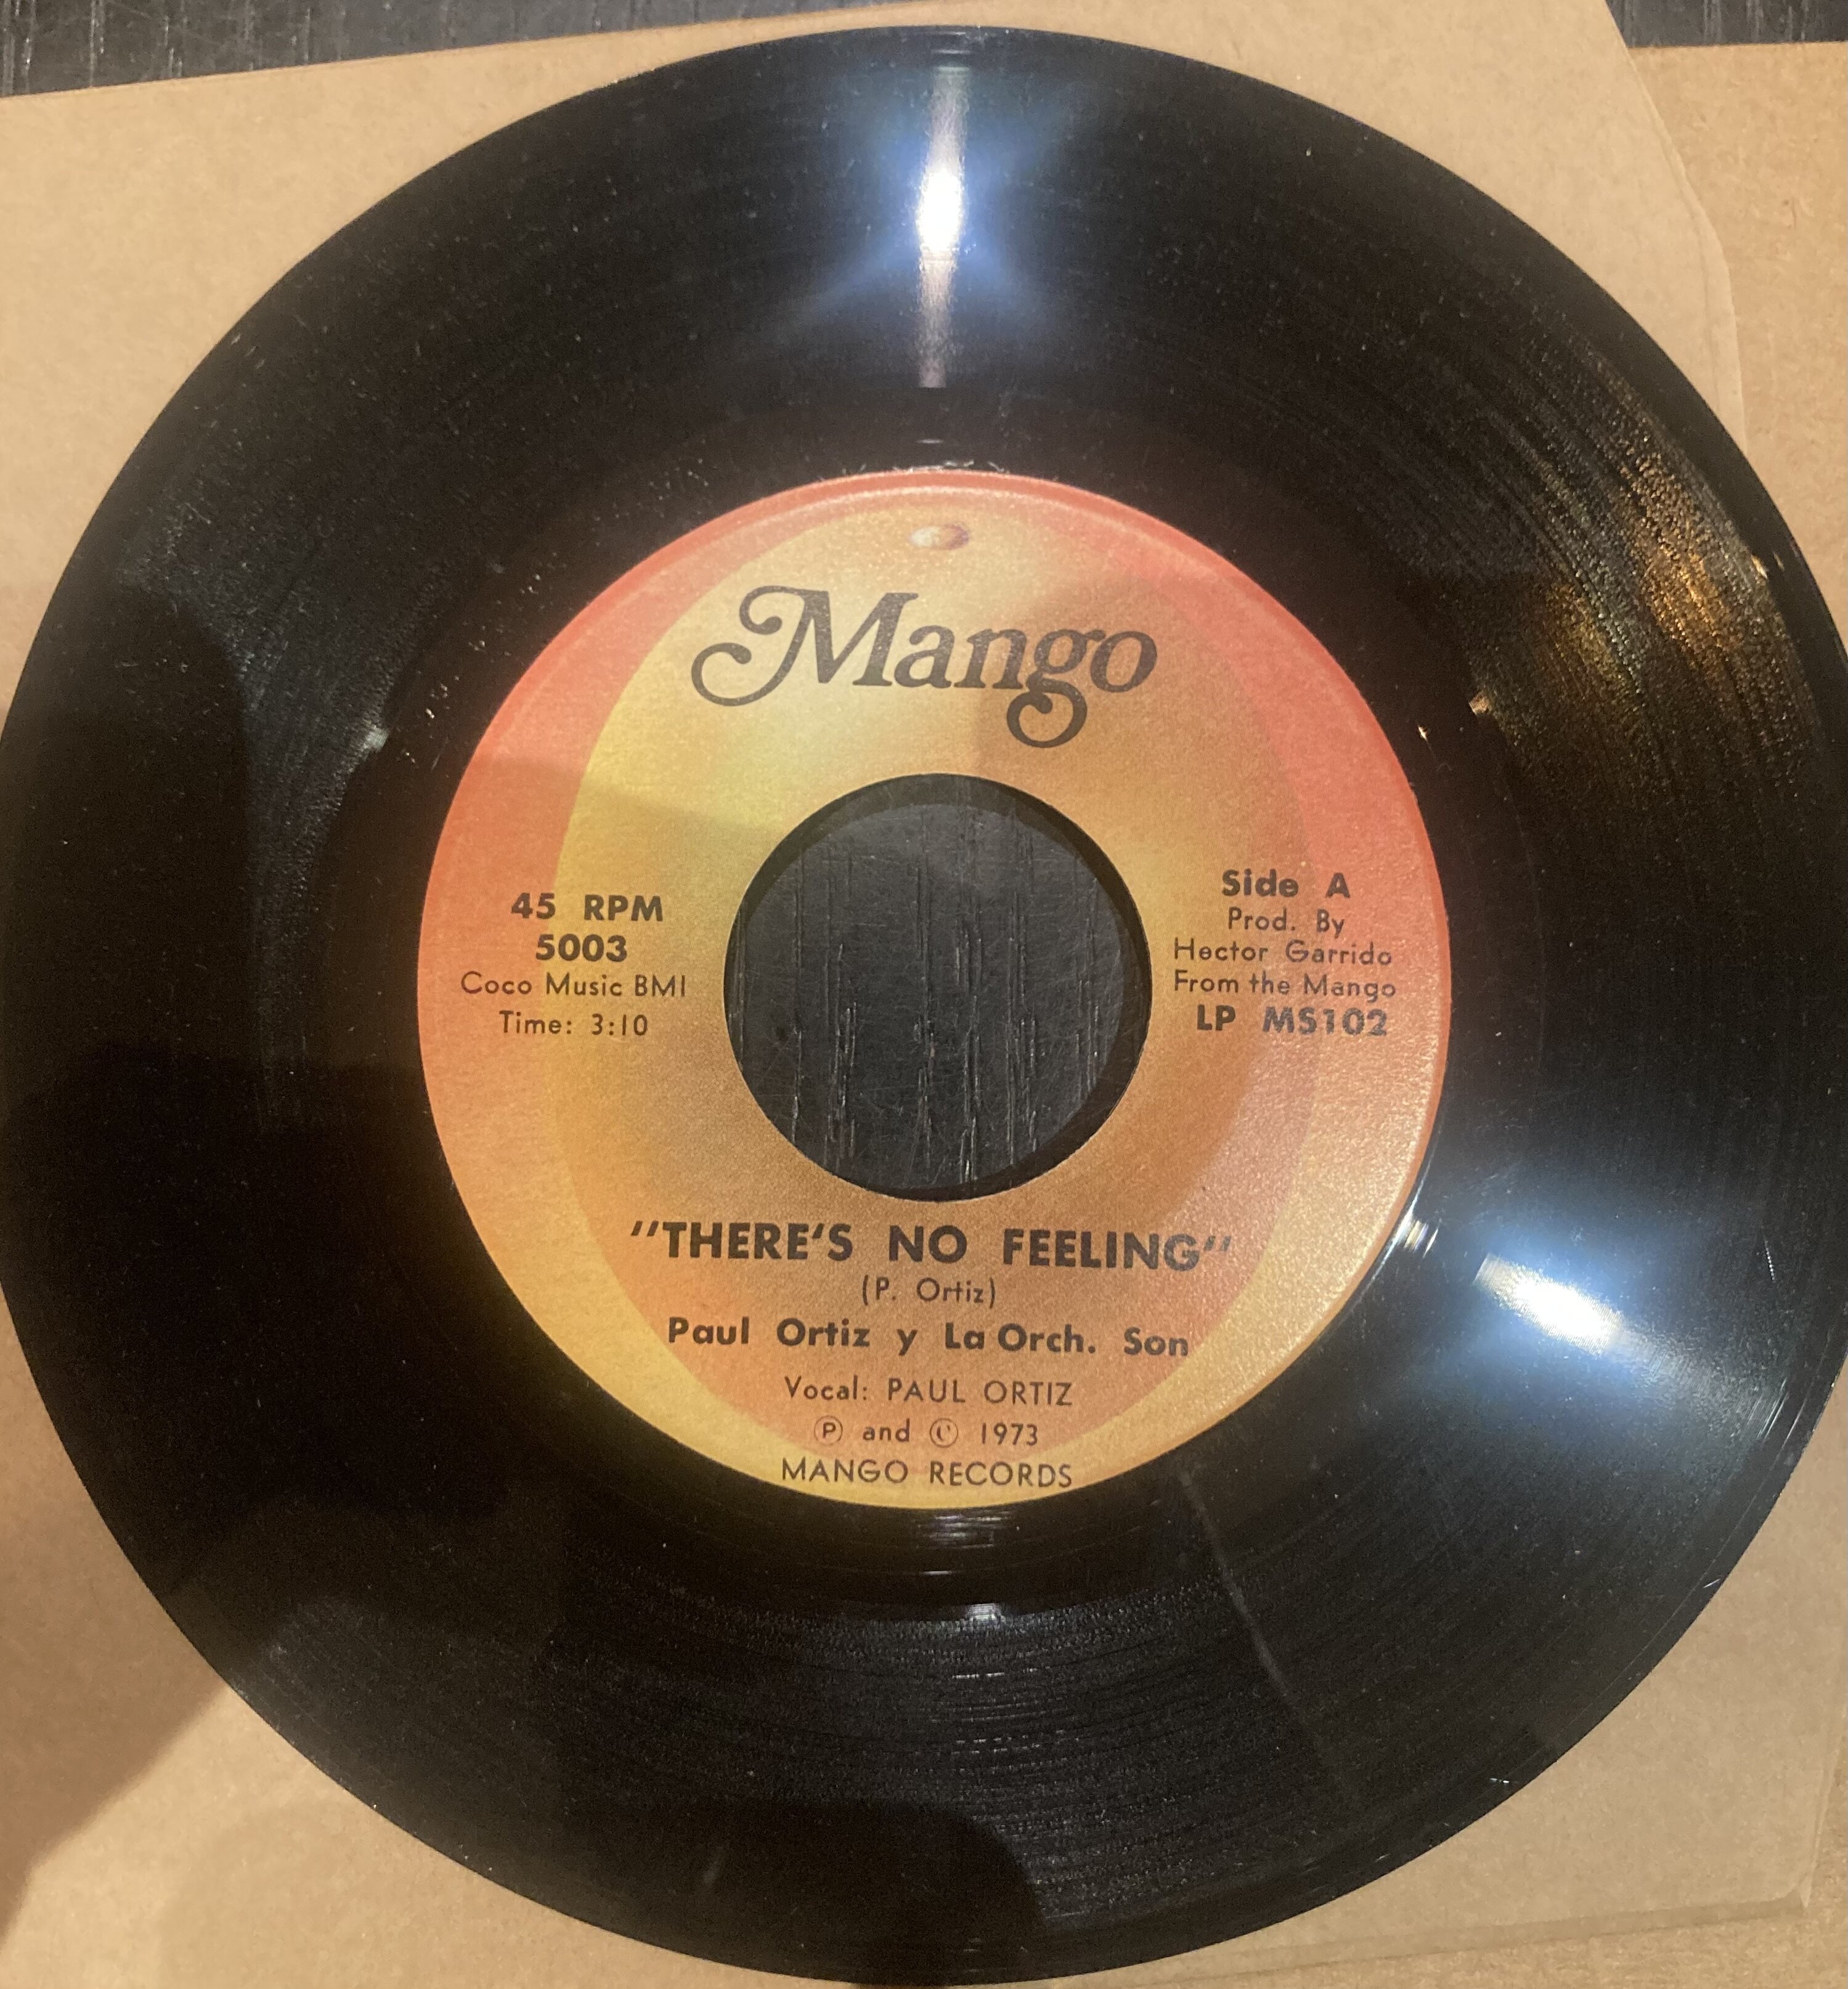 Mango
45 RPM
5003
Coco Music BMI
Time: 3:10
Side A
Prod. By
Hector Garrido
From the Mango
LP MS102
"THERE'S NO FEELING"
(P. Ortiz)
Paul Ortiz y La Orch. Son
Vocal: PAUL ORTIZ
Ⓟ and © 1973
MANGO RECORDS